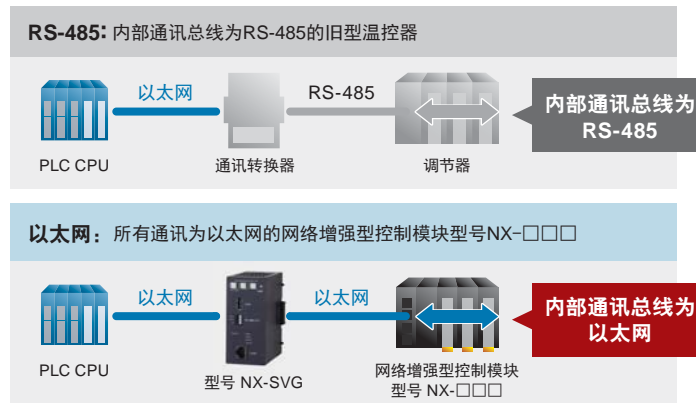 RS-485: 内部通讯总线为RS-485的旧型温控器
以太网
RS-485
内部通讯总线为
RS-485
PLC CPU
通讯转换器
调节器
以太网：所有通讯为以太网的网络增强型控制模块型号NX-□□□
以太网
以太网
内部通讯总线为
以太网
PLC CPU
型号 NX-SVG
网络增强型控制模块
型号 NX-□□□